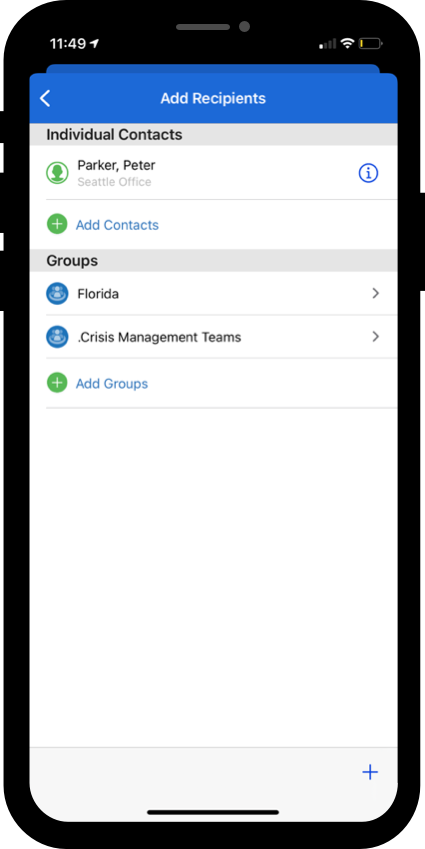 11:49
Add Recipients
Individual Contacts
Parker, Peter
Seattle Office
Add Contacts
Groups
Florida
.Crisis Management Teams
Add Groups